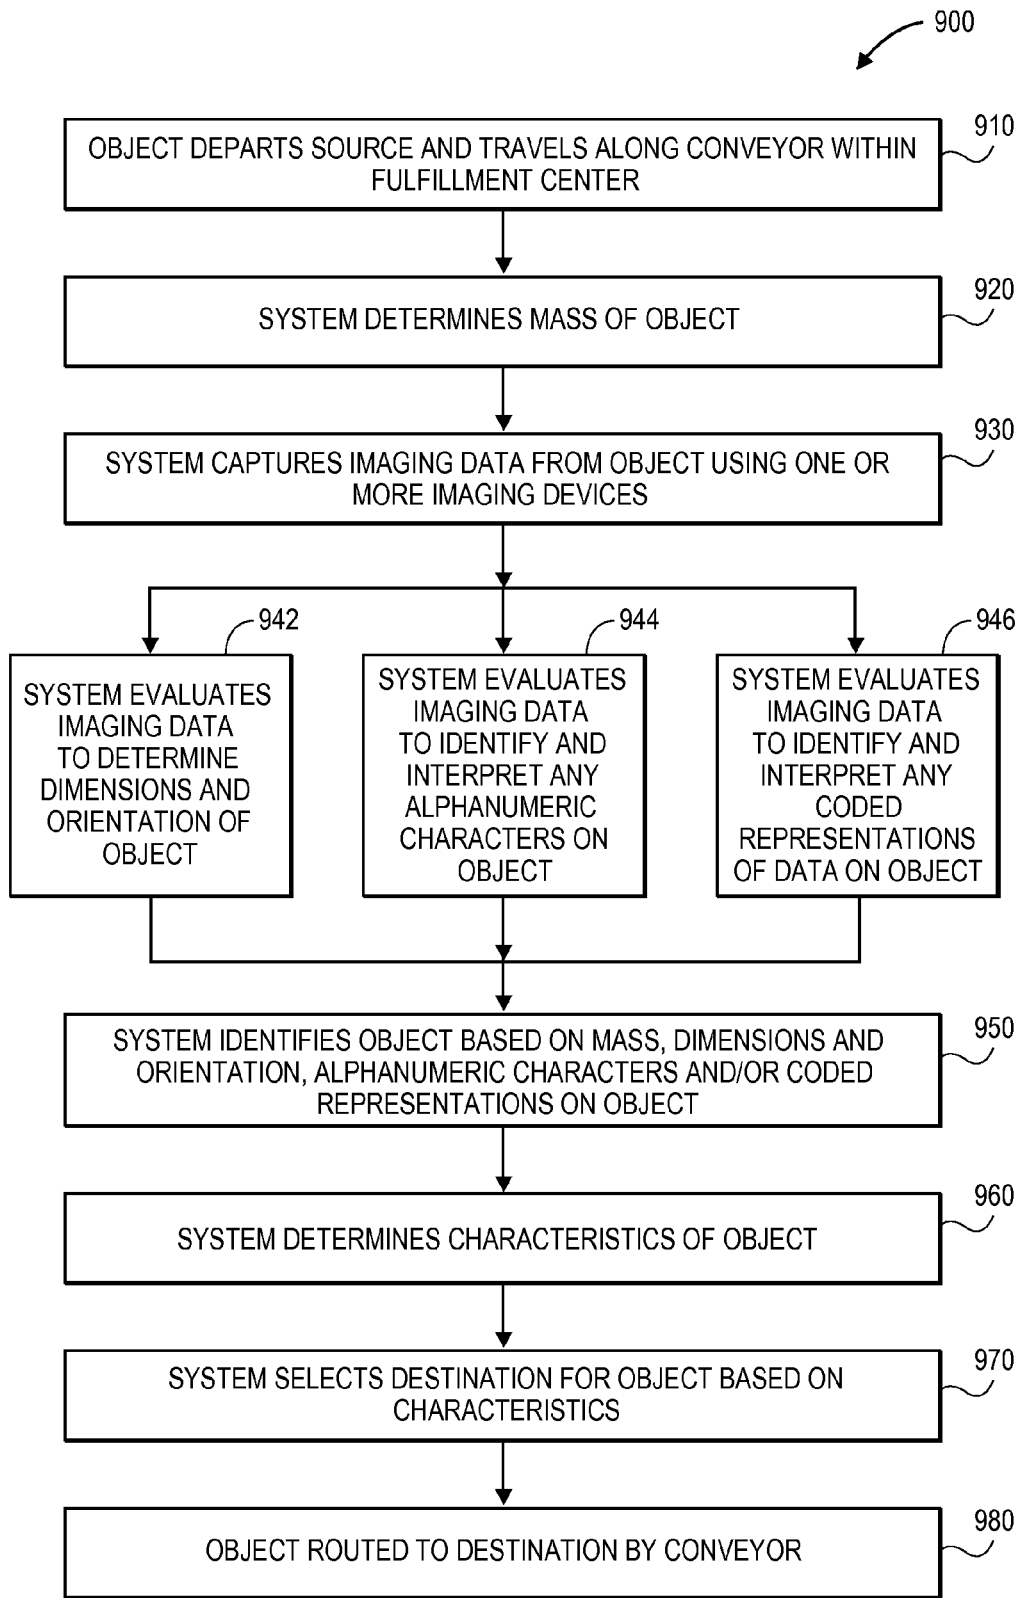 900
910
OBJECT DEPARTS SOURCE AND TRAVELS ALONG CONVEYOR WITHIN
FULFILLMENT CENTER
920
SYSTEM DETERMINES MASS OF OBJECT
930
SYSTEM CAPTURES IMAGING DATA FROM OBJECT USING ONE OR
MORE IMAGING DEVICES
942
SYSTEM EVALUATES
IMAGING DATA
TO DETERMINE
DIMENSIONS AND
ORIENTATION OF
OBJECT
944
SYSTEM EVALUATES
IMAGING DATA
TO IDENTIFY AND
INTERPRET ANY
ALPHANUMERIC
CHARACTERS ON
OBJECT
946
SYSTEM EVALUATES
IMAGING DATA
TO IDENTIFY AND
INTERPRET ANY
CODED
REPRESENTATIONS
OF DATA ON OBJECT
950
SYSTEM IDENTIFIES OBJECT BASED ON MASS, DIMENSIONS AND
ORIENTATION, ALPHANUMERIC CHARACTERS AND/OR CODED
REPRESENTATIONS ON OBJECT
960
SYSTEM DETERMINES CHARACTERISTICS OF OBJECT
970
SYSTEM SELECTS DESTINATION FOR OBJECT BASED ON
CHARACTERISTICS
980
OBJECT ROUTED TO DESTINATION BY CONVEYOR